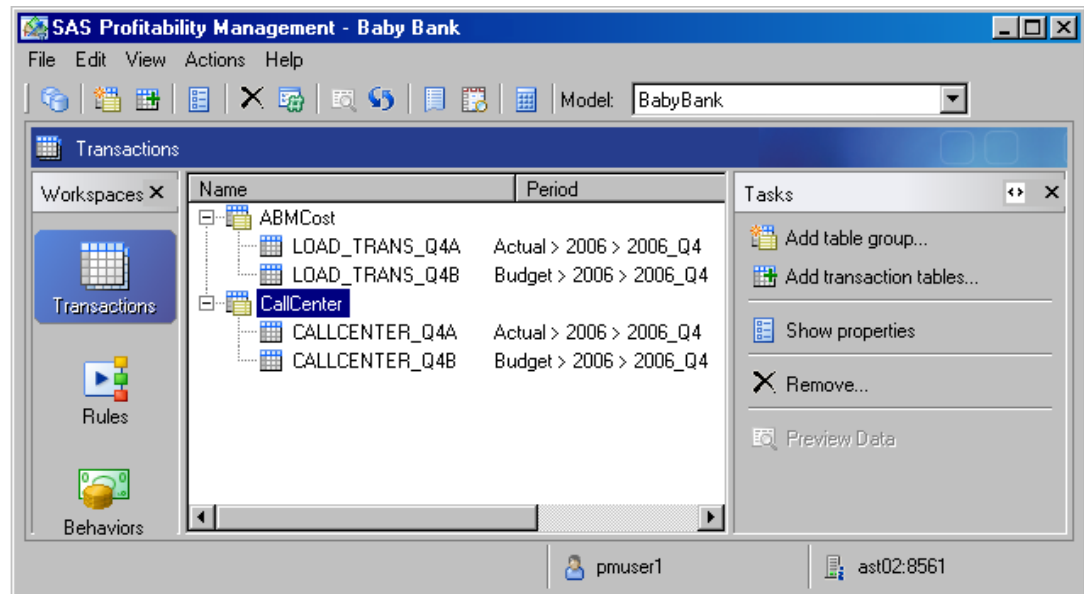 SAS Profitability Management - Baby Bank
File Edit View Actions Help
Model: BabyBank
Transactions
Workspaces
Name Period
Tasks
ABMCost
LOAD_TRANS_Q4A Actual > 2006 > 2006_Q4
LOAD_TRANS_Q4B Budget > 2006 > 2006_Q4
CallCenter
CALLCENTER_Q4A Actual > 2006 > 2006_Q4
CALLCENTER_Q4B Budget > 2006 > 2006_Q4
Transactions
Rules
Behaviors
Add table group...
Add transaction tables...
Show properties
Remove...
Preview Data
pmuser1
ast02:8561